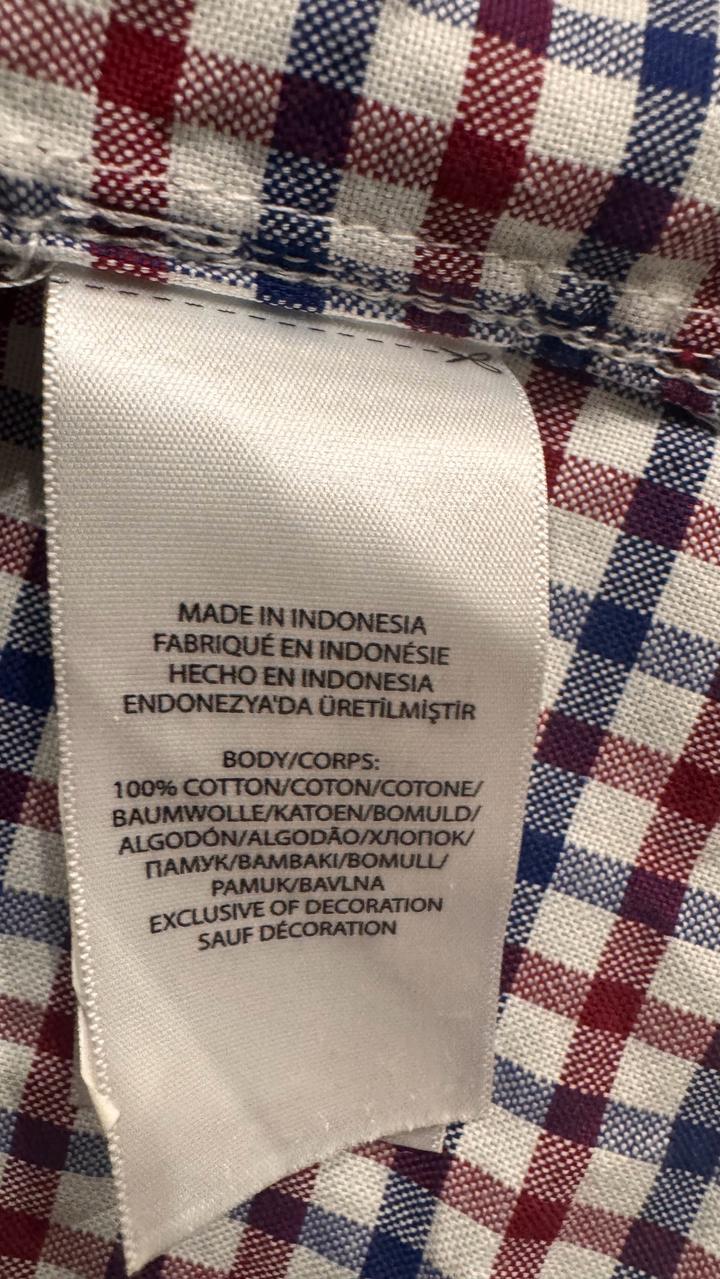 MADE IN INDONESIA
FABRIQUÉ EN INDONÉSIE
HECHO EN INDONESIA
ENDONEZYA'DA ÜRETİLMİŞTİR
BODY/CORPS:
100% COTTON/COTON/COTONE/
BAUMWOLLE/KATOEN/BOMULD/
ALGODÓN/ALGODÃO/ХЛОПОК/
ПАМУК/BAMBAKI/BOMULL/
PAMUK/BAVLNA
EXCLUSIVE OF DECORATION
SAUF DÉCORATION